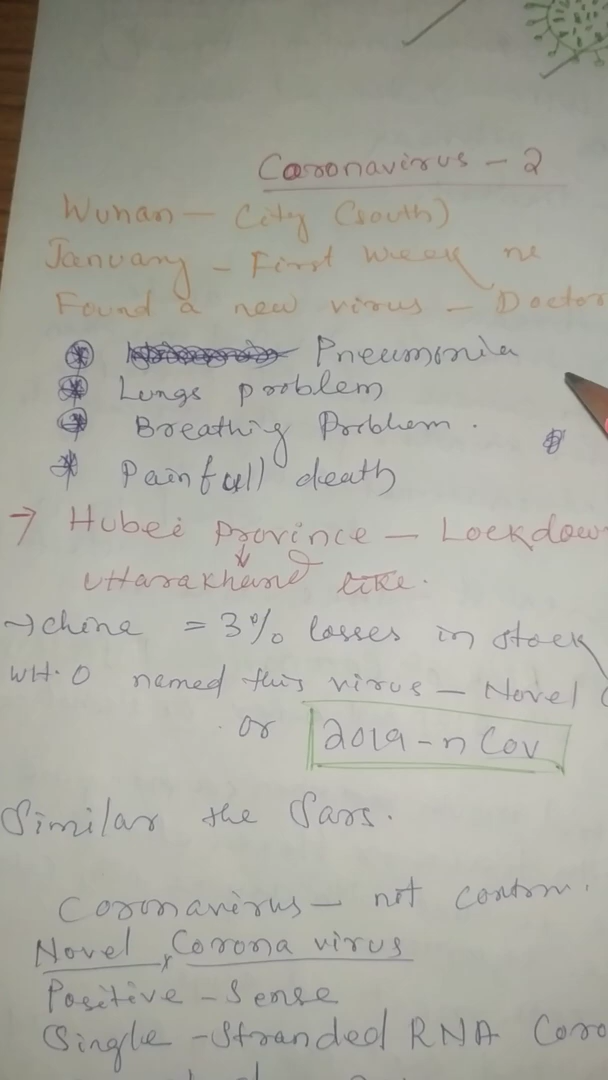 Coronavirus - 2
Wuhan - City (South)
January - First week
Found a new virus - Doctor
Pneumonia
Lungs problem
Breathing Problem.
Painfull death
→ Hubei province - Lockdow
Uttarakhand like.
→ China = 3% losses in stock
WH.O named this virus - Novel
or 2019-nCov
Similar the Sars.
Coronavirus - not
Novel, Corona virus
Positive - Sense
Single - Stranded RNA Coro